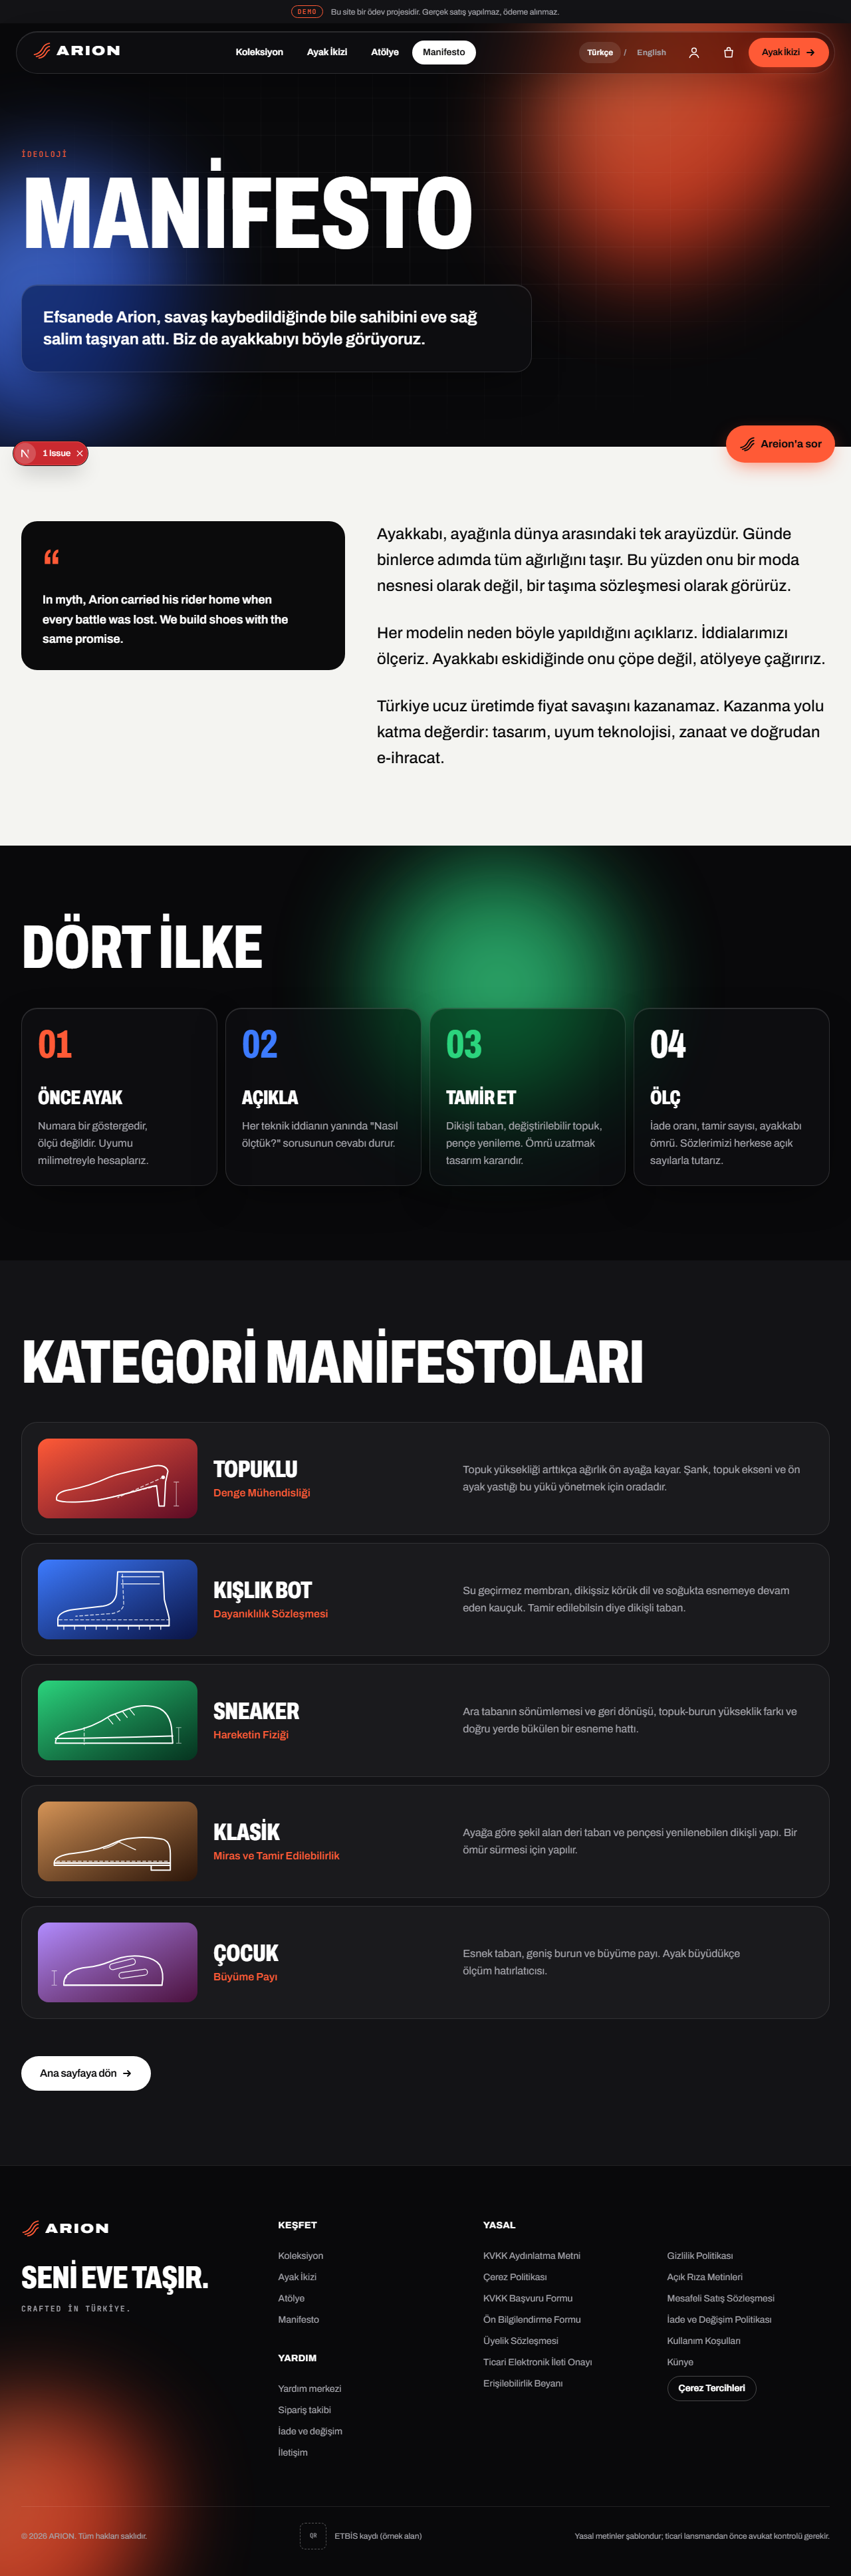 DEMO Bu site bir ödev projesidir. Gerçek satış yapılmaz, ödeme alınmaz.
ARION
Koleksiyon Ayak İkizi Atölye Manifesto
Türkçe / English
Ayak İkizi
İDEOLOJİ
MANİFESTO
Efsanede Arion, savaş kaybedildiğinde bile sahibini eve sağ
salim taşıyan attı. Biz de ayakkabıyı böyle görüyoruz.
Areion'a sor
N 1 Issue
“
In myth, Arion carried his rider home when
every battle was lost. We build shoes with the
same promise.
Ayakkabı, ayağınla dünya arasındaki tek arayüzdür. Günde
binlerce adımda tüm ağırlığını taşır. Bu yüzden onu bir moda
nesnesi olarak değil, bir taşıma sözleşmesi olarak görürüz.
Her modelin neden böyle yapıldığını açıklarız. İddialarımızı
ölçeriz. Ayakkabı eskidiğinde onu çöpe değil, atölyeye çağırırız.
Türkiye ucuz üretimde fiyat savaşını kazanamaz. Kazanma yolu
katma değerdir: tasarım, uyum teknolojisi, zanaat ve doğrudan
e-ihracat.
DÖRT İLKE
01
ÖNCE AYAK
Numara bir göstergedir,
ölçü değildir. Uyumu
milimetreyle hesaplarız.
02
AÇIKLA
Her teknik iddianın yanında "Nasıl
ölçtük?" sorusunun cevabı durur.
03
TAMİR ET
Dikişli taban, değiştirilebilir topuk,
pençe yenileme. Ömrü uzatmak
tasarım kararıdır.
04
ÖLÇ
İade oranı, tamir sayısı, ayakkabı
ömrü. Sözlerimizi herkese açık
sayılarla tutarız.
KATEGORİ MANİFESTOLARI
TOPUKLU
Denge Mühendisliği
Topuk yüksekliği arttıkça ağırlık ön ayağa kayar. Şank, topuk ekseni ve ön
ayak yastığı bu yükü yönetmek için oradadır.
KIŞLIK BOT
Dayanıklılık Sözleşmesi
Su geçirmez membran, dikişsiz körük dil ve soğukta esnemeye devam
eden kauçuk. Tamir edilebilsin diye dikişli taban.
SNEAKER
Hareketin Fiziği
Ara tabanın sönümlemesi ve geri dönüşü, topuk-burun yükseklik farkı ve
doğru yerde bükülen bir esneme hattı.
KLASİK
Miras ve Tamir Edilebilirlik
Ayağa göre şekil alan deri taban ve pençesi yenilenebilen dikişli yapı. Bir
ömür sürmesi için yapılır.
ÇOCUK
Büyüme Payı
Esnek taban, geniş burun ve büyüme payı. Ayak büyüdükçe
ölçüm hatırlatıcısı.
Ana sayfaya dön
ARION
SENİ EVE TAŞIR.
CRAFTED İN TÜRKİYE.
KEŞFET
Koleksiyon
Ayak İkizi
Atölye
Manifesto
YARDIM
Yardım merkezi
Sipariş takibi
İade ve değişim
İletişim
YASAL
KVKK Aydınlatma Metni
Çerez Politikası
KVKK Başvuru Formu
Ön Bilgilendirme Formu
Üyelik Sözleşmesi
Ticari Elektronik İleti Onayı
Erişilebilirlik Beyanı
Gizlilik Politikası
Açık Rıza Metinleri
Mesafeli Satış Sözleşmesi
İade ve Değişim Politikası
Kullanım Koşulları
Künye
Çerez Tercihleri
© 2026 ARION. Tüm hakları saklıdır.
QR ETBİS kaydı (örnek alan)
Yasal metinler şablondur; ticari lansmandan önce avukat kontrolü gerekir.